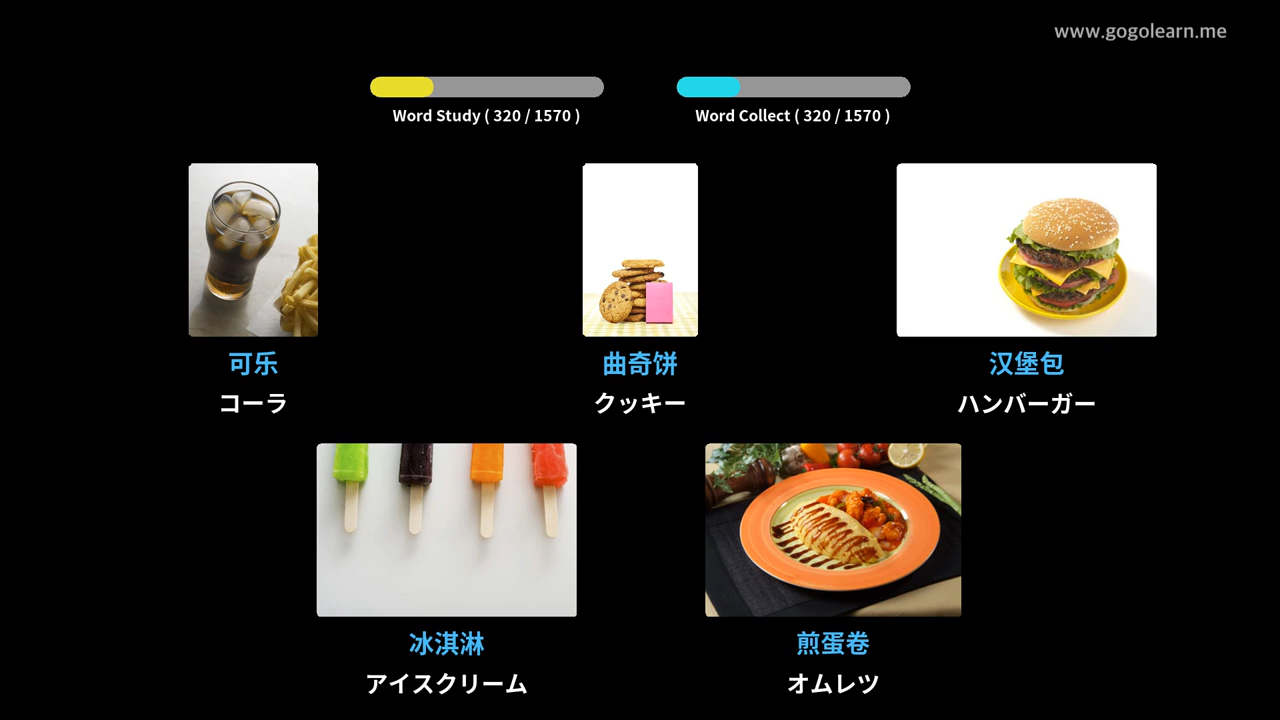 www.gogolearn.me
Word Study ( 320 / 1570 )
Word Collect ( 320 / 1570 )
可乐
コーラ
曲奇饼
クッキー
汉堡包
ハンバーガー
冰淇淋
アイスクリーム
煎蛋卷
オムレツ